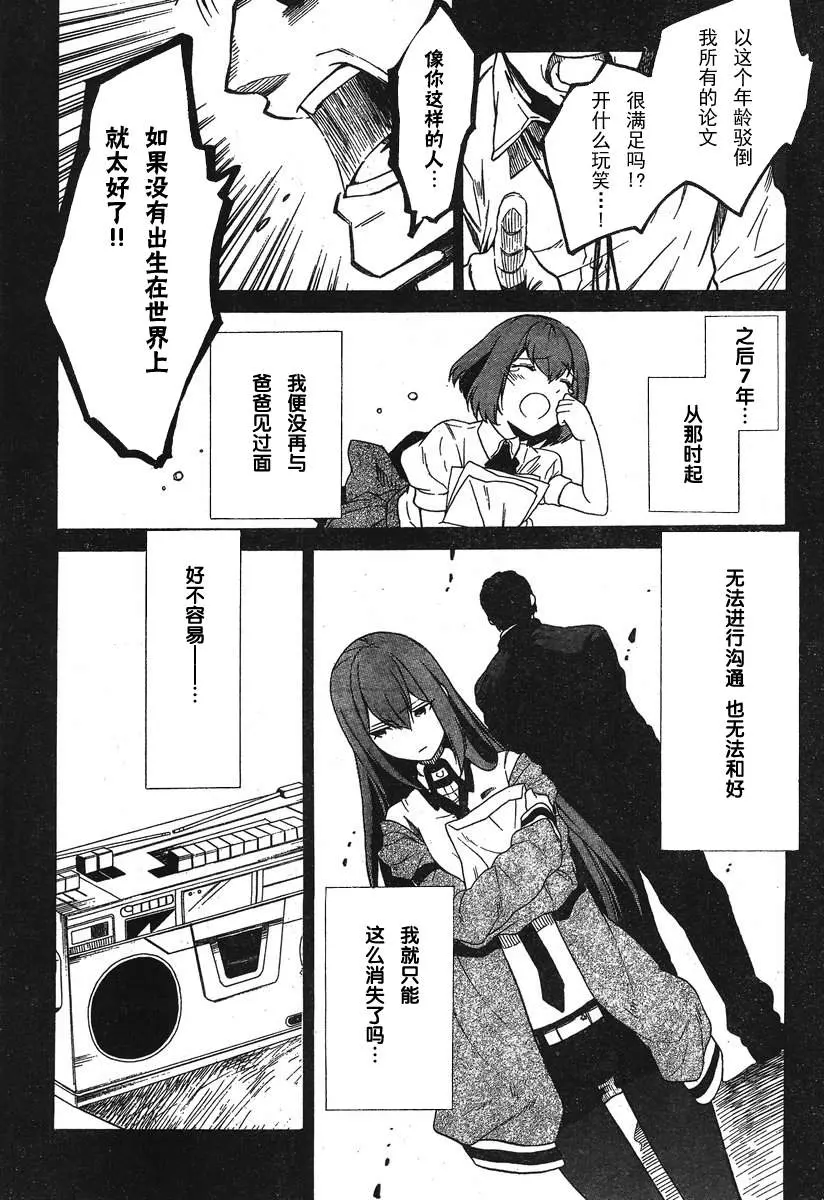 以这个年龄驳倒
我所有的论文
很满足吗!?
开什么玩笑…!
像你这样的人…
如果没有出生在世界上
就太好了!!
之后7年…
从那时起
我便没再与
爸爸见过面
无法进行沟通 也无法和好
我就只能
这么消失了吗…
好不容易——…